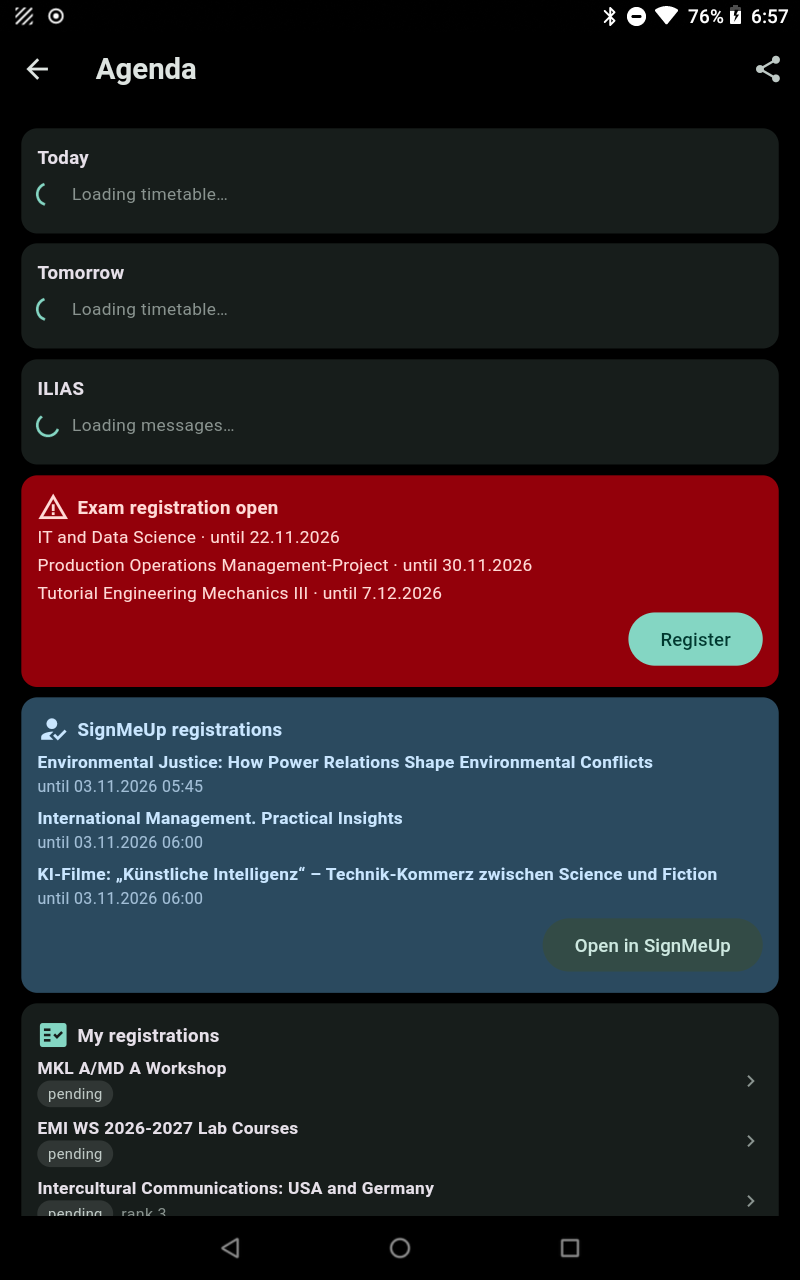 76% 6:57
Agenda
Today
Loading timetable…
Tomorrow
Loading timetable…
ILIAS
Loading messages…
Exam registration open
IT and Data Science · until 22.11.2026
Production Operations Management-Project · until 30.11.2026
Tutorial Engineering Mechanics III · until 7.12.2026
Register
SignMeUp registrations
Environmental Justice: How Power Relations Shape Environmental Conflicts
until 03.11.2026 05:45
International Management. Practical Insights
until 03.11.2026 06:00
KI-Filme: „Künstliche Intelligenz“ – Technik-Kommerz zwischen Science und Fiction
until 03.11.2026 06:00
Open in SignMeUp
My registrations
MKL A/MD A Workshop
pending
EMI WS 2026-2027 Lab Courses
pending
Intercultural Communications: USA and Germany
pending rank 3